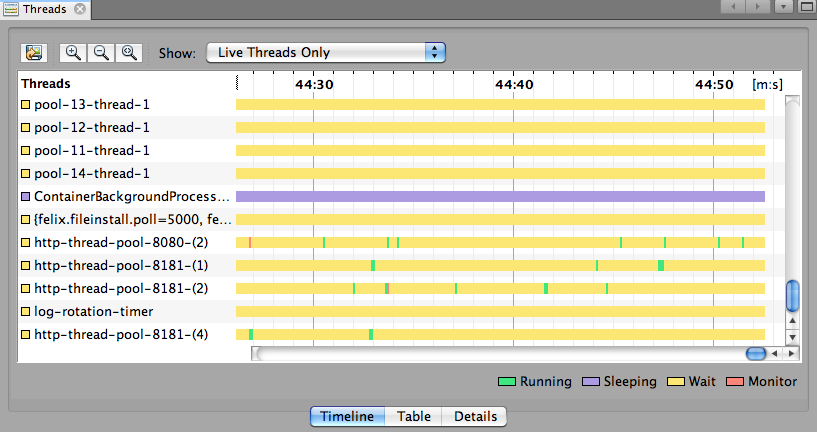 Threads
Show: Live Threads Only
Threads 44:30 44:40 44:50 [m:s]
pool-13-thread-1
pool-12-thread-1
pool-11-thread-1
pool-14-thread-1
ContainerBackgroundProcess...
{felix.fileinstall.poll=5000, fe...
http-thread-pool-8080-(2)
http-thread-pool-8181-(1)
http-thread-pool-8181-(2)
log-rotation-timer
http-thread-pool-8181-(4)
Running Sleeping Wait Monitor
Timeline Table Details